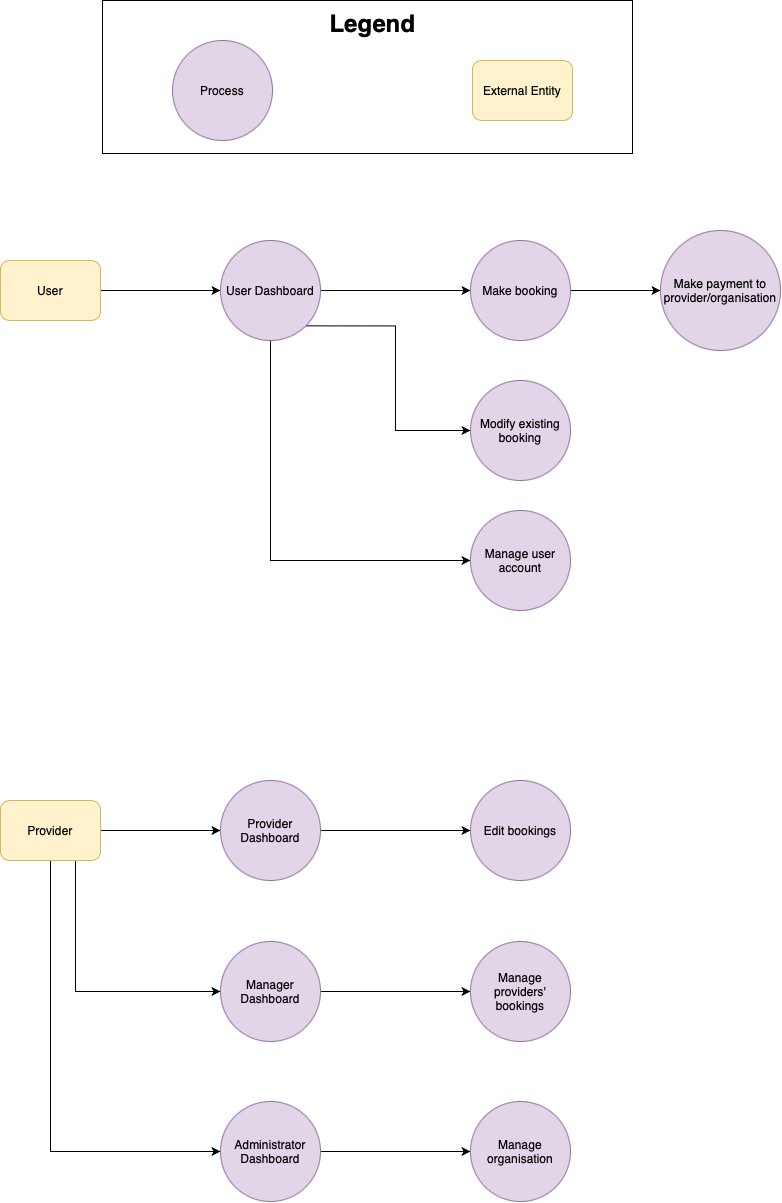 Legend
Process
External Entity
User
User Dashboard
Make booking
Make payment to
provider/organisation
Modify existing
booking
Manage user
account
Provider
Provider
Dashboard
Edit bookings
Manager
Dashboard
Manage
providers'
bookings
Administrator
Dashboard
Manage
organisation